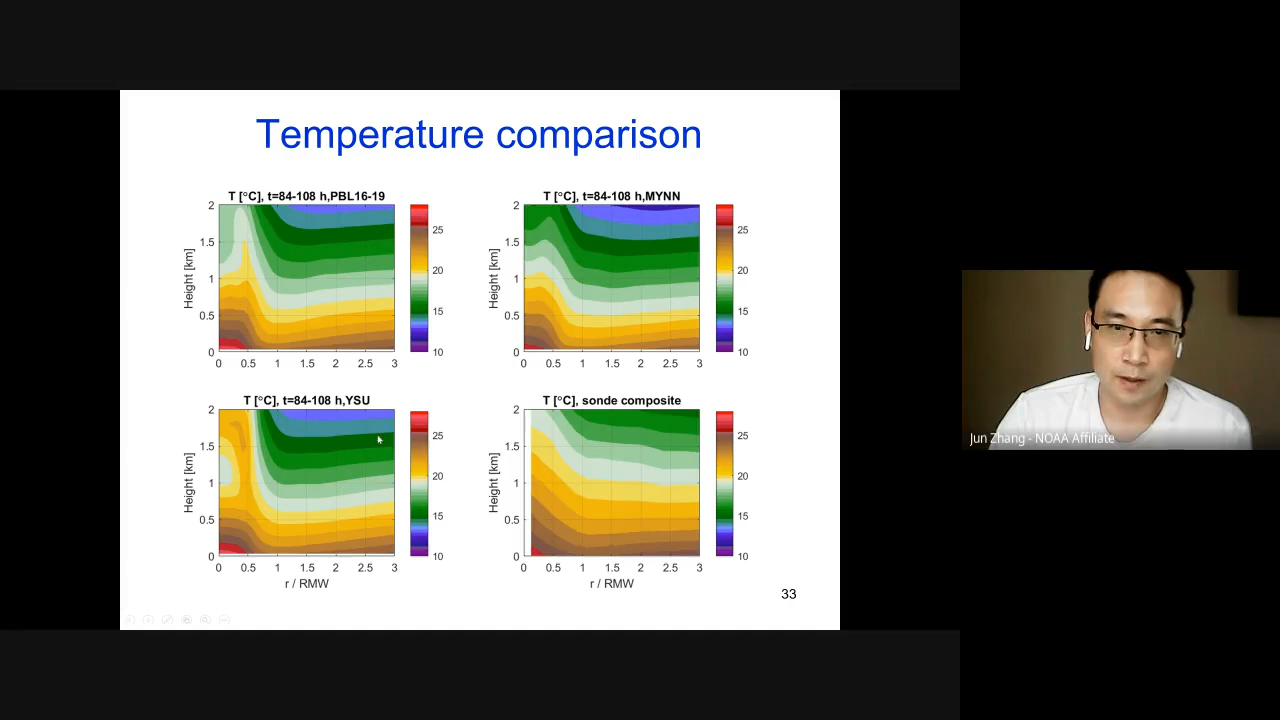 Temperature comparison
T [°C], t=84-108 h,PBL16-19
T [°C], t=84-108 h,MYNN
2
1.5
1
0.5
0
Height [km]
0 0.5 1 1.5 2 2.5 3
25
20
15
10
2
1.5
1
0.5
0
Height [km]
0 0.5 1 1.5 2 2.5 3
25
20
15
10
T [°C], t=84-108 h,YSU
T [°C], sonde composite
2
1.5
1
0.5
0
Height [km]
0 0.5 1 1.5 2 2.5 3
r / RMW
25
20
15
10
2
1.5
1
0.5
0
Height [km]
0 0.5 1 1.5 2 2.5 3
r / RMW
25
20
15
10
33
Jun Zhang - NOAA Affiliate